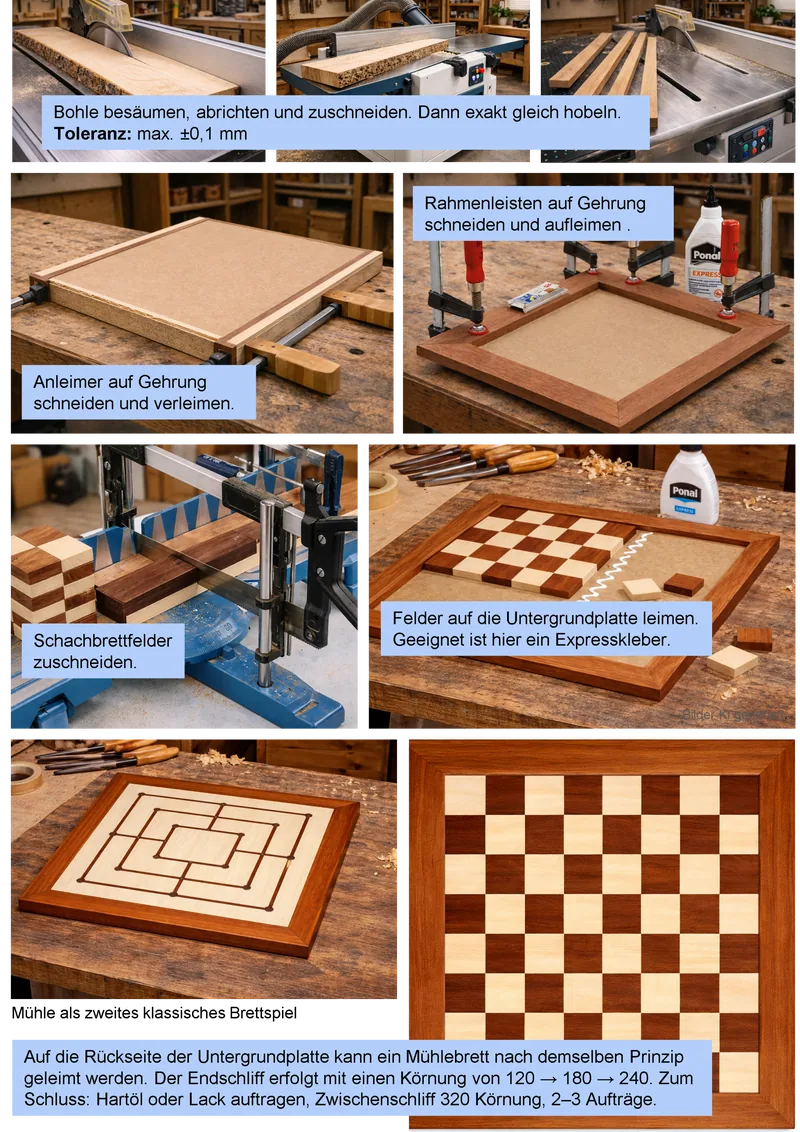 Bohle besäumen, abrichten und zuschneiden. Dann exakt gleich hobeln.
Toleranz: max. ±0,1 mm
Rahmenleisten auf Gehrung
schneiden und aufleimen .
Ponal
EXPRESS
Anleimer auf Gehrung
schneiden und verleimen.
Ponal
Schachbrettfelder
zuschneiden.
Felder auf die Untergrundplatte leimen.
Geeignet ist hier ein Expresskleber.
Bilder KI
Mühle als zweites klassisches Brettspiel
Auf die Rückseite der Untergrundplatte kann ein Mühlebrett nach demselben Prinzip
geleimt werden. Der Endschliff erfolgt mit einen Körnung von 120 → 180 → 240. Zum
Schluss: Hartöl oder Lack auftragen, Zwischenschliff 320 Körnung, 2–3 Aufträge.